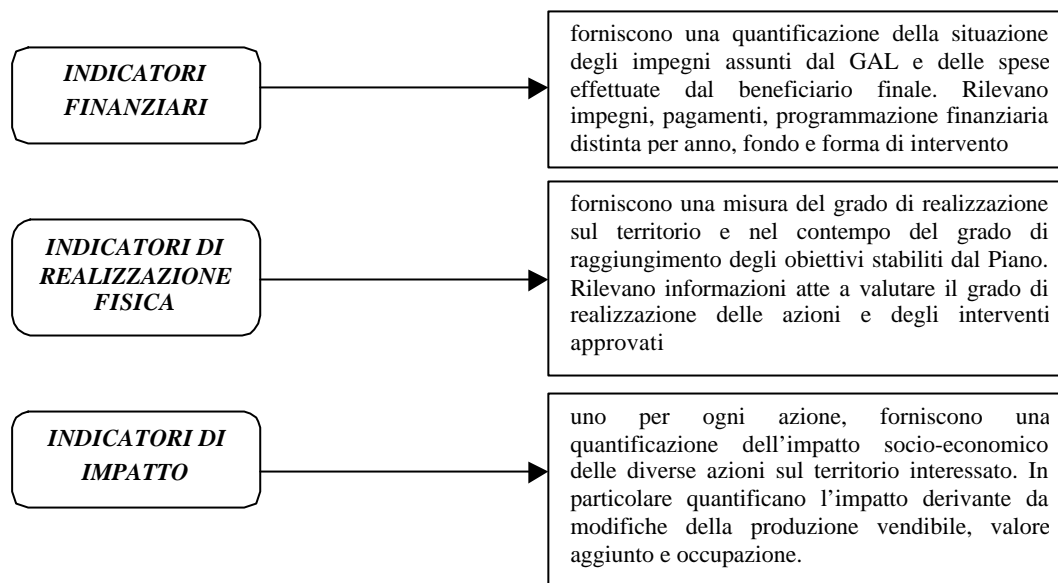 INDICATORI
FINANZIARI
forniscono una quantificazione della situazione
degli impegni assunti dal GAL e delle spese
effettuate dal beneficiario finale. Rilevano
impegni, pagamenti, programmazione finanziaria
distinta per anno, fondo e forma di intervento
INDICATORI DI
REALIZZAZIONE
FISICA
forniscono una misura del grado di realizzazione
sul territorio e nel contempo del grado di
raggiungimento degli obiettivi stabiliti dal Piano.
Rilevano informazioni atte a valutare il grado di
realizzazione delle azioni e degli interventi
approvati
INDICATORI DI
IMPATTO
uno per ogni azione, forniscono una
quantificazione dell’impatto socio-economico
delle diverse azioni sul territorio interessato. In
particolare quantificano l’impatto derivante da
modifiche della produzione vendibile, valore
aggiunto e occupazione.